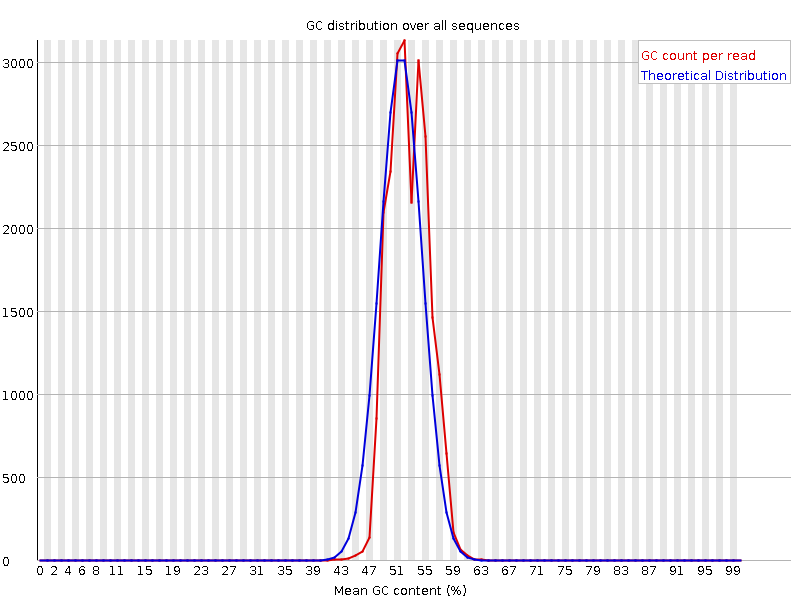 GC distribution over all sequences
GC count per read
Theoretical Distribution
3000
2500
2000
1500
1000
500
0
0 2 4 6 8 11 15 19 23 27 31 35 39 43 47 51 55 59 63 67 71 75 79 83 87 91 95 99
Mean GC content (%)